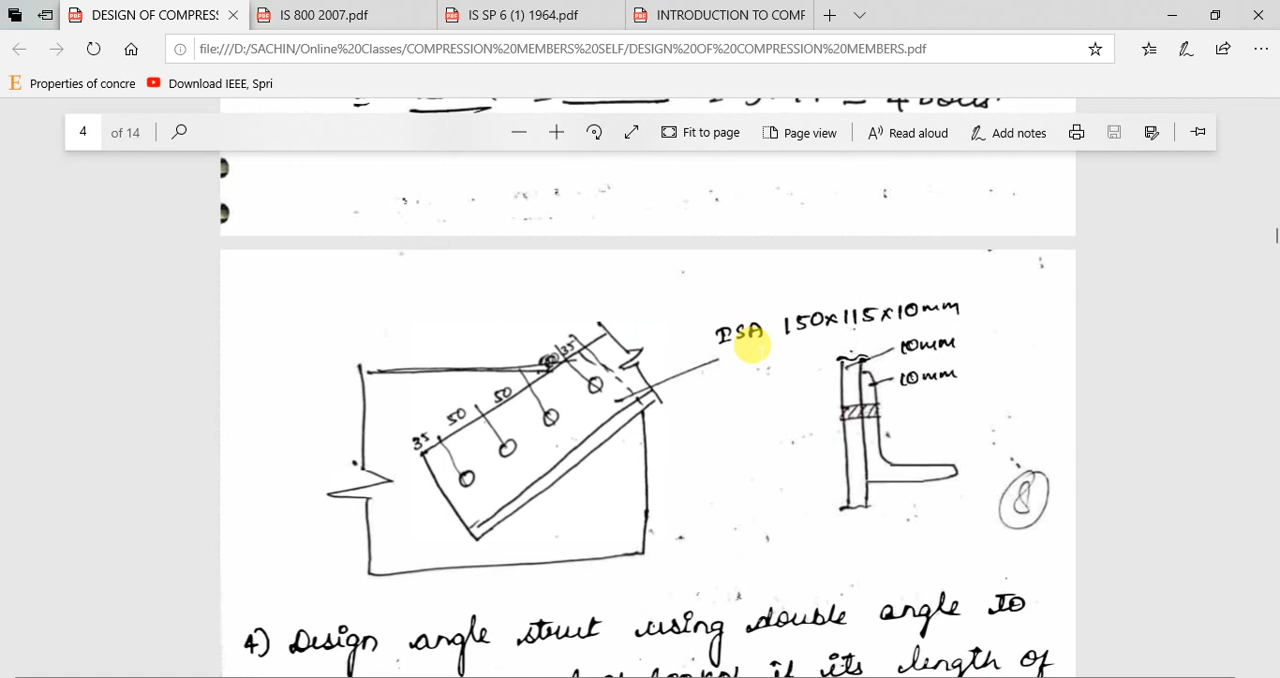 DESIGN OF COMPRES
IS 800 2007.pdf
IS SP 6 (1) 1964.pdf
INTRODUCTION TO COMF
file:///D:/SACHIN/Online%20Classes/COMPRESSION%20MEMBERS%20SELF/DESIGN%20OF%20COMPRESSION%20MEMBERS.pdf
Properties of concre
Download IEEE, Spri
4 of 14
Fit to page
Page view
Read aloud
Add notes
ISA 150x115x10mm
10mm
10mm
35
50
50
35
8
4) Design angle strut using double angle to
if its length of